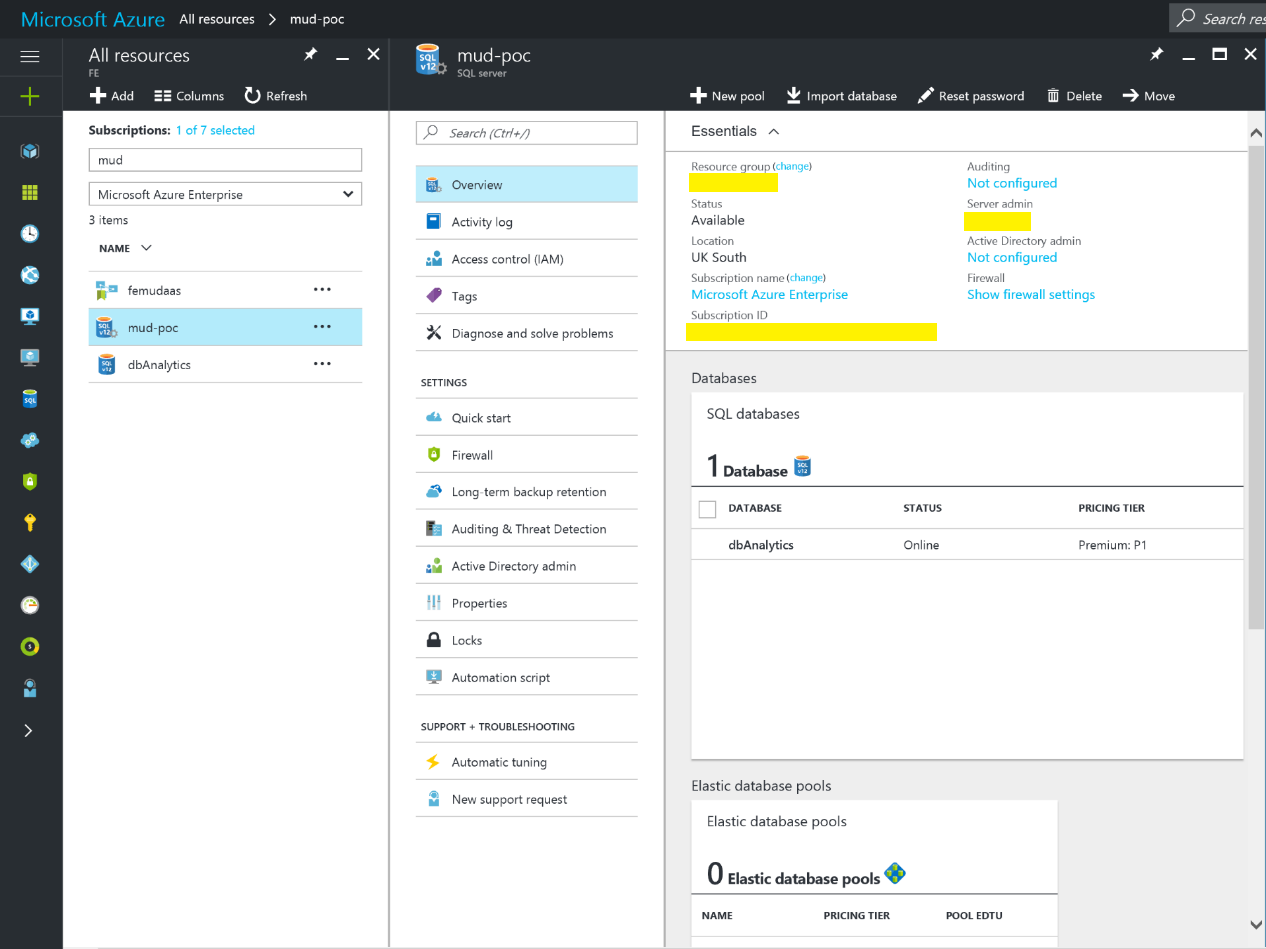 Microsoft Azure All resources > mud-poc
Search res
All resources
FE
Add Columns Refresh
Subscriptions: 1 of 7 selected
mud
Microsoft Azure Enterprise
3 items
NAME
femudaas
mud-poc
dbAnalytics
mud-poc
SQL server
Search (Ctrl+/)
Overview
Activity log
Access control (IAM)
Tags
Diagnose and solve problems
SETTINGS
Quick start
Firewall
Long-term backup retention
Auditing & Threat Detection
Active Directory admin
Properties
Locks
Automation script
SUPPORT + TROUBLESHOOTING
Automatic tuning
New support request
New pool Import database Reset password Delete Move
Essentials
Resource group (change)
Status
Available
Location
UK South
Subscription name (change)
Microsoft Azure Enterprise
Subscription ID
Auditing
Not configured
Server admin
Active Directory admin
Not configured
Firewall
Show firewall settings
Databases
SQL databases
1 Database
DATABASE STATUS PRICING TIER
dbAnalytics Online Premium: P1
Elastic database pools
Elastic database pools
0 Elastic database pools
NAME PRICING TIER POOL EDTU